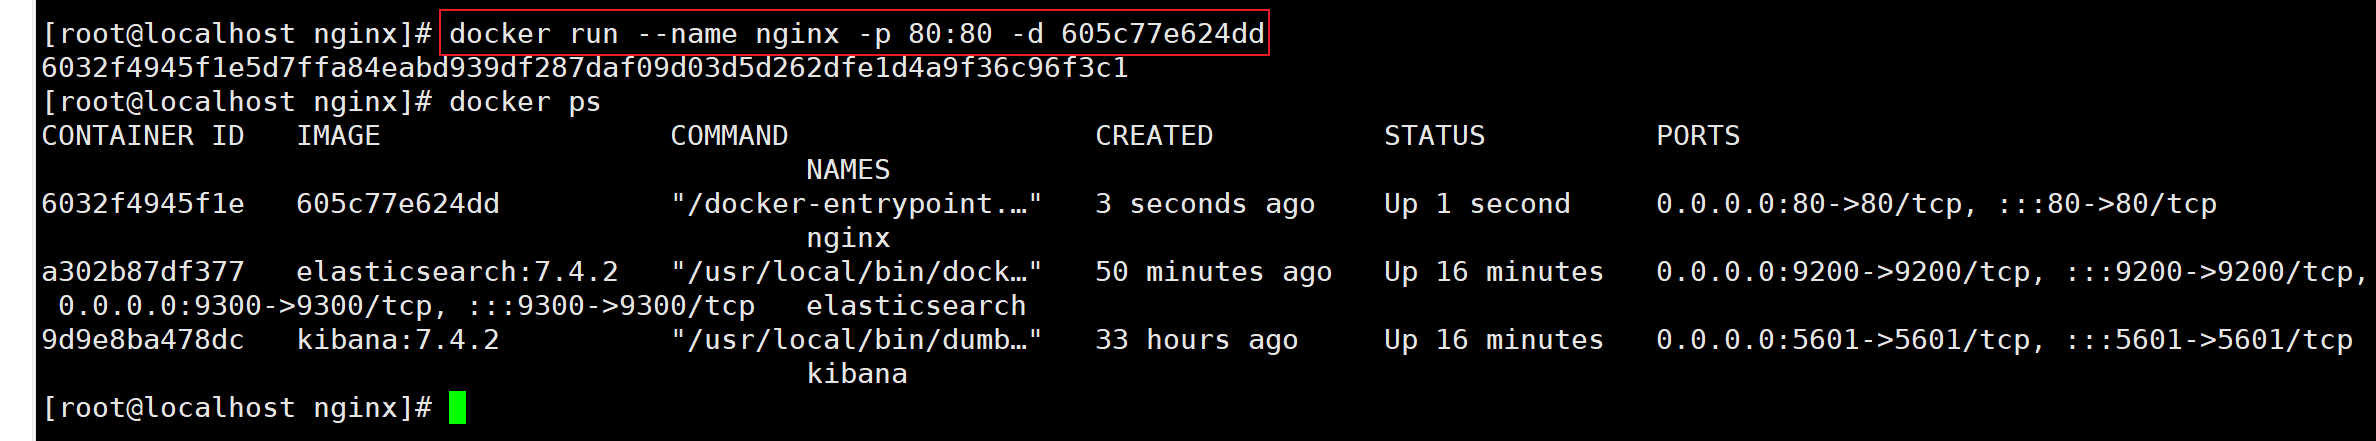 [root@localhost nginx]# docker run --name nginx -p 80:80 -d 605c77e624dd
6032f4945f1e5d7ffa84eabd939df287daf09d03d5d262dfe1d4a9f36c96f3c1
[root@localhost nginx]# docker ps
CONTAINER ID   IMAGE                 COMMAND                  CREATED          STATUS          PORTS
                                             NAMES
6032f4945f1e   605c77e624dd          "/docker-entrypoint.…"   3 seconds ago    Up 1 second     0.0.0.0:80->80/tcp, :::80->80/tcp
                                             nginx
a302b87df377   elasticsearch:7.4.2   "/usr/local/bin/dock…"   50 minutes ago   Up 16 minutes   0.0.0.0:9200->9200/tcp, :::9200->9200/tcp,
 0.0.0.0:9300->9300/tcp, :::9300->9300/tcp   elasticsearch
9d9e8ba478dc   kibana:7.4.2          "/usr/local/bin/dumb…"   33 hours ago     Up 16 minutes   0.0.0.0:5601->5601/tcp, :::5601->5601/tcp
                                             kibana
[root@localhost nginx]#